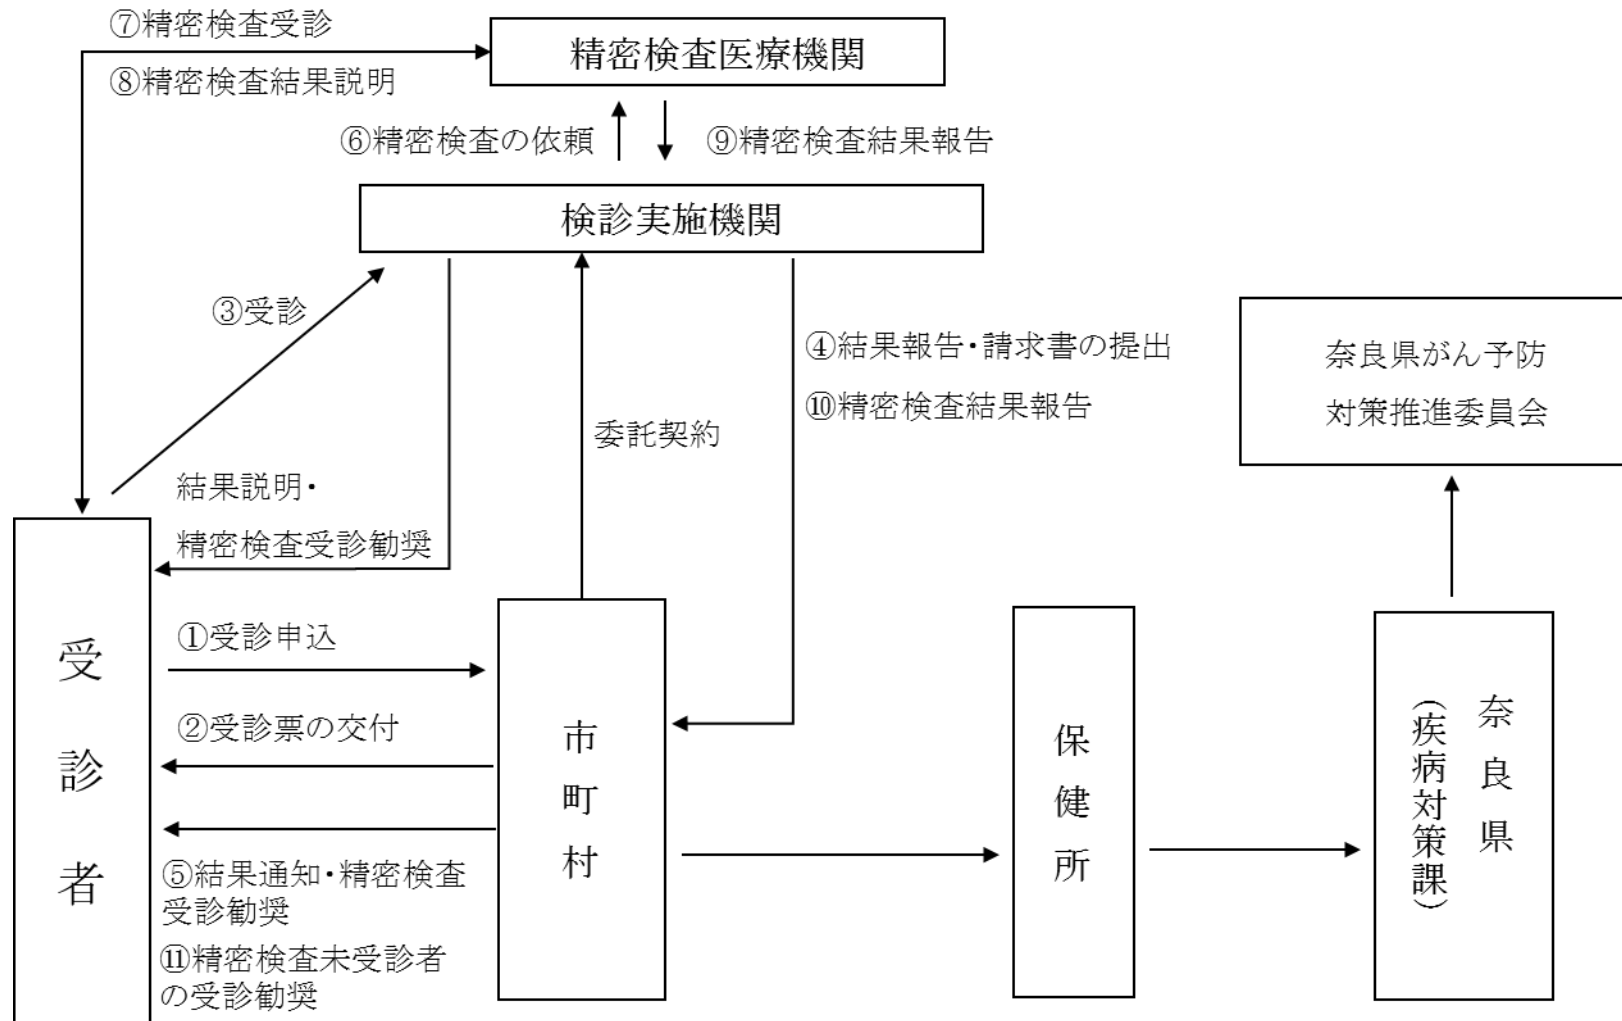 ⑦精密検査受診
⑧精密検査結果説明
精密検査医療機関
⑥精密検査の依頼
⑨精密検査結果報告
検診実施機関
③受診
④結果報告・請求書の提出
⑩精密検査結果報告
委託契約
奈良県がん予防
対策推進委員会
結果説明・
精密検査受診勧奨
受診者
①受診申込
②受診票の交付
⑤結果通知・精密検査
受診勧奨
⑪精密検査未受診者
の受診勧奨
市町村
保健所
奈良県
(疾病対策課)